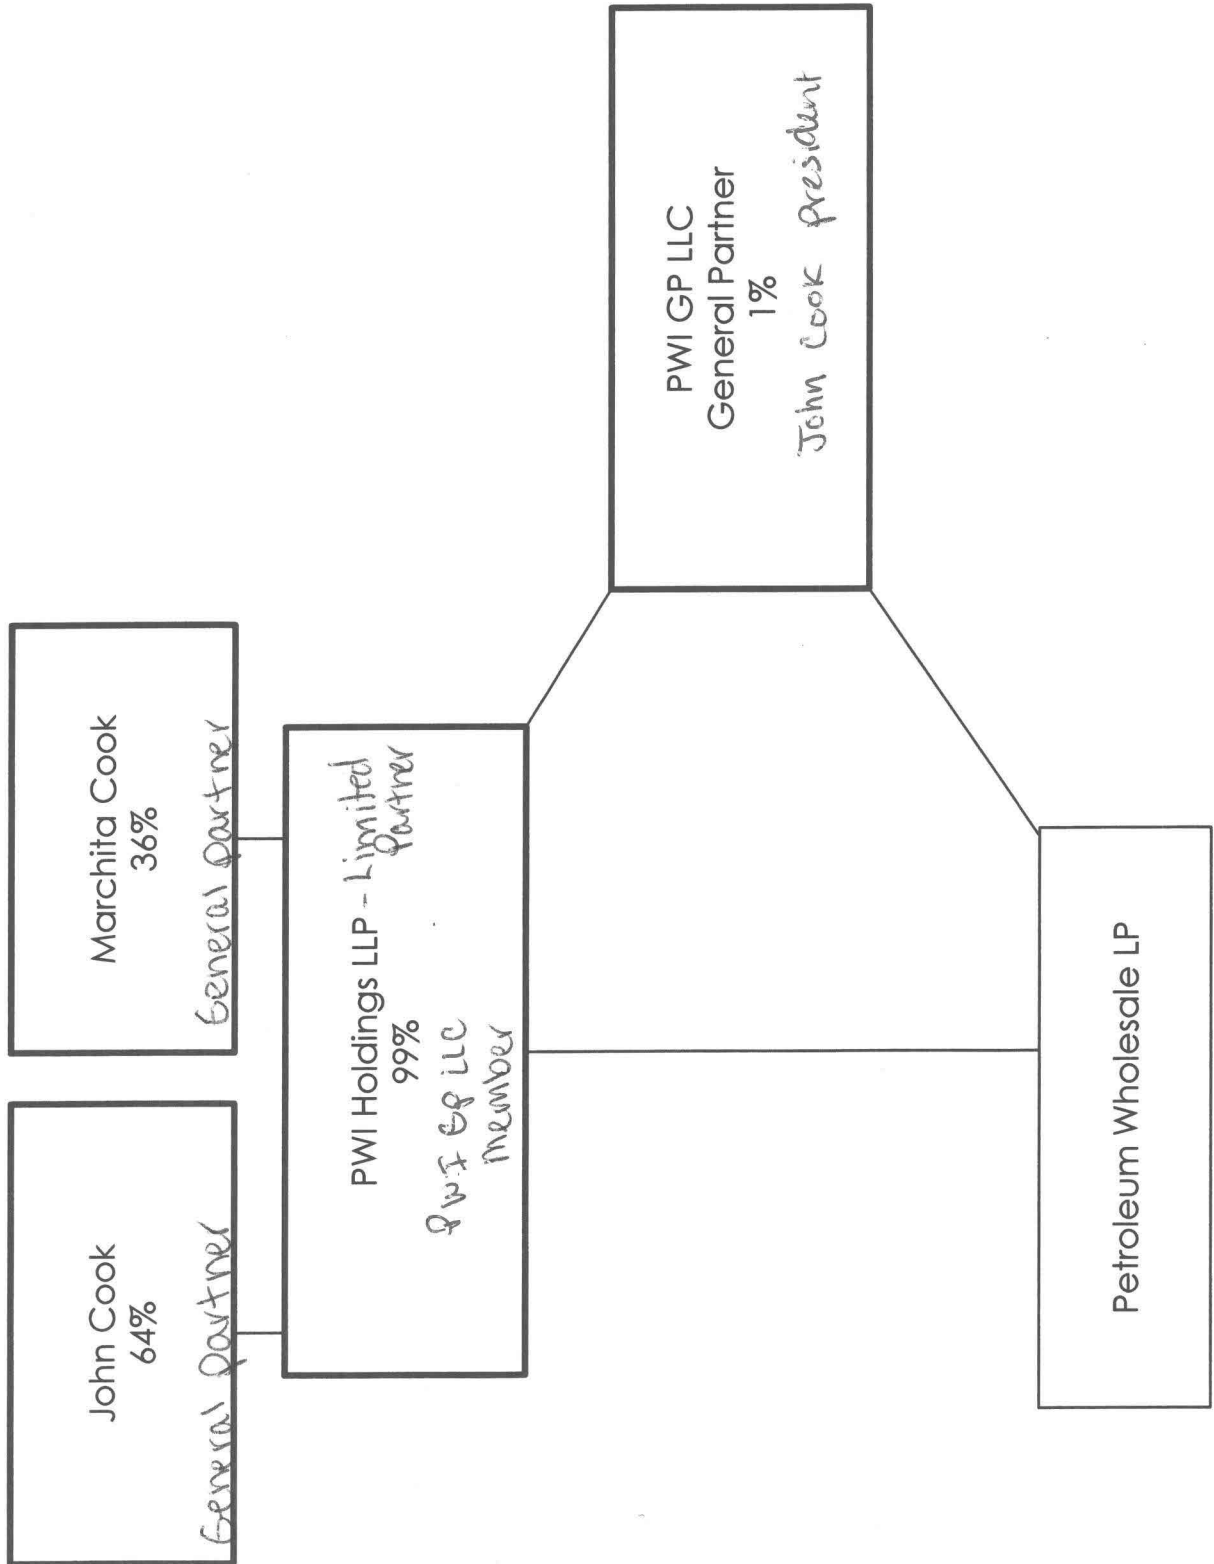 John Cook
64%
General Partner
Marchita Cook
36%
General Partner
PWI Holdings LLP - Limited
Partner
99%
PWI GP LLC
Member
PWI GP LLC
General Partner
1%
John Cook president
Petroleum Wholesale LP